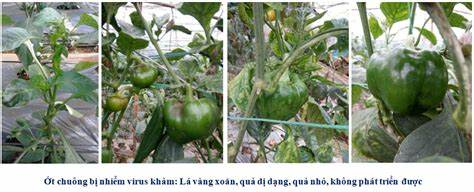 Ớt chuông bị nhiễm virus khảm: Lá vàng xoăn, quả dị dạng, quả nhỏ, không phát triển được